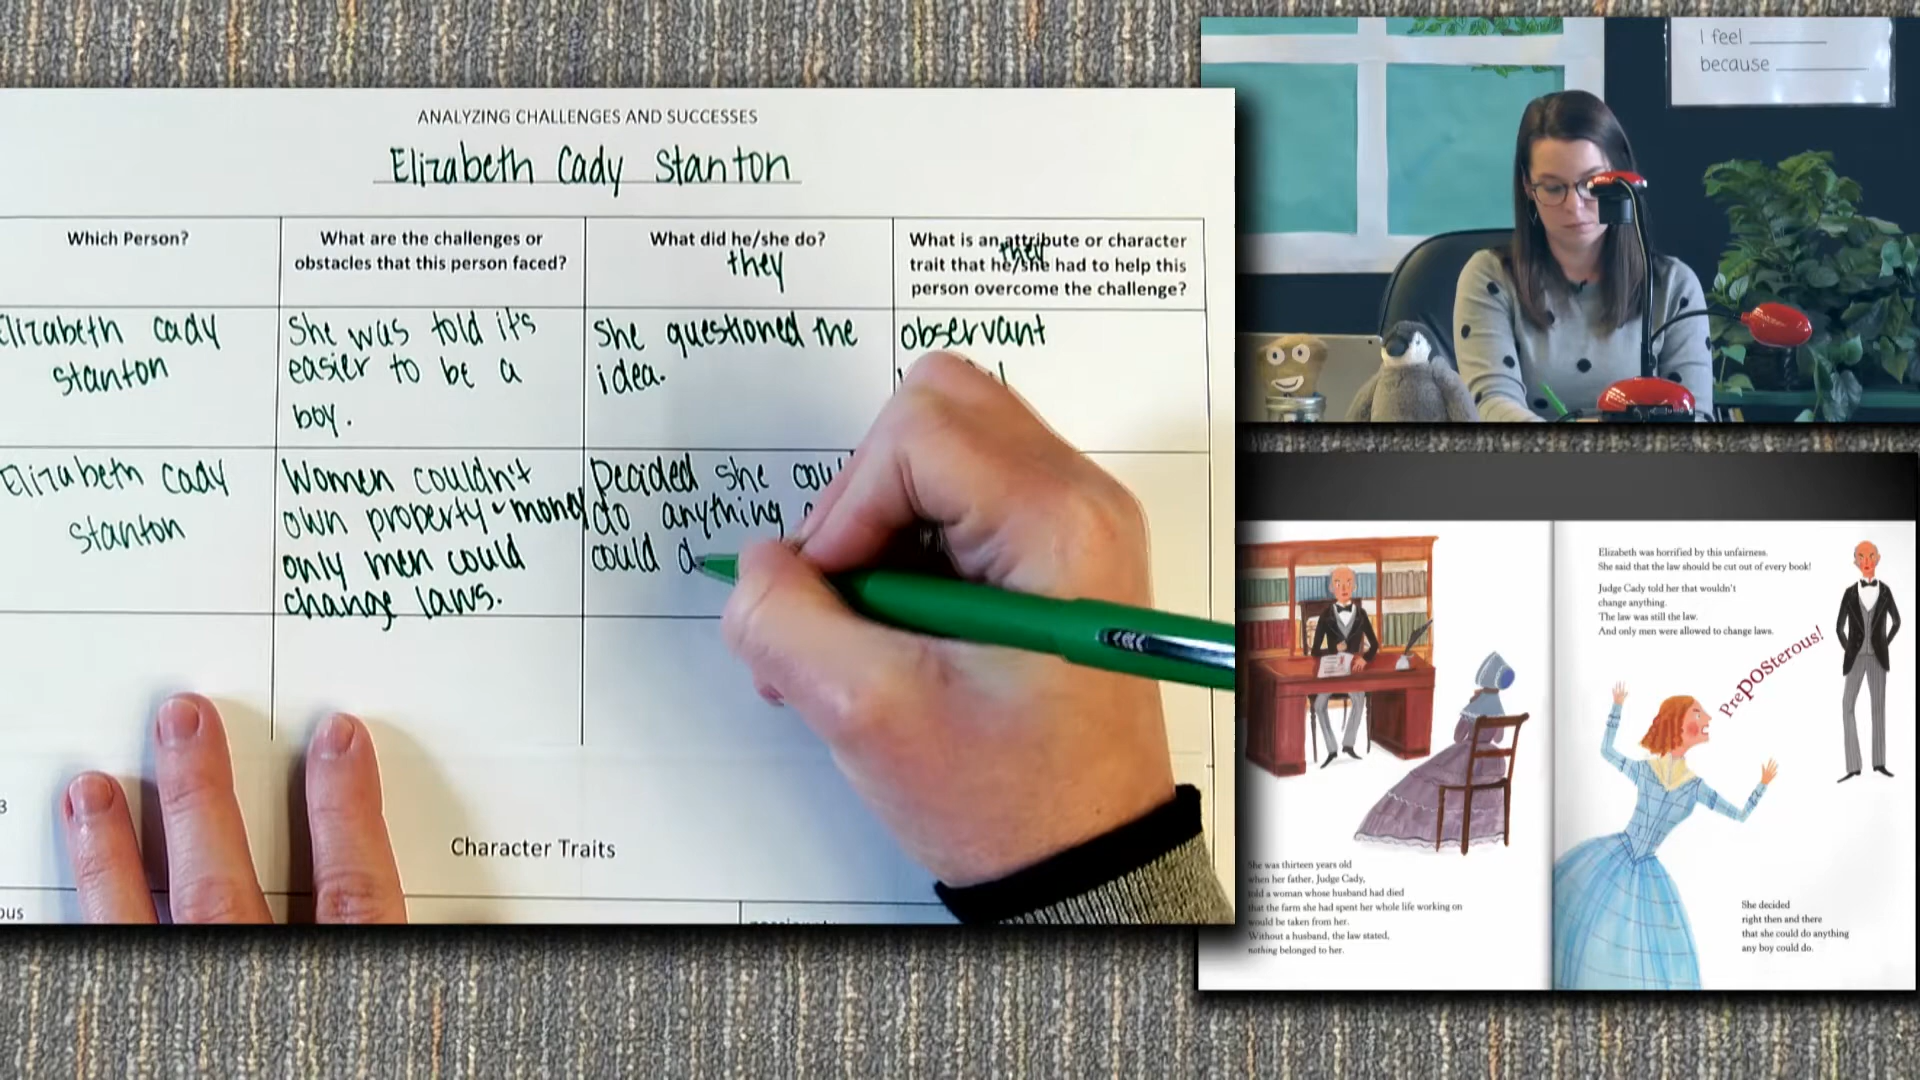 ANALYZING CHALLENGES AND SUCCESSES
Elizabeth Cady Stanton
Which Person?
What are the challenges or
obstacles that this person faced?
What did he/she do?
they
What is an attribute or character
they
trait that he/she had to help this
person overcome the challenge?
Elizabeth Cady
Stanton
She was told it's
easier to be a
boy.
She questioned the
idea.
observant
Elizabeth Cady
Stanton
Women couldn't
own property + money
only men could
change laws.
Decided she
do anything
could
3
Character Traits
I feel
because
She was thirteen years old
when her father, Judge Cady,
told a woman whose husband had died
that the farm she had spent her whole life working on
would be taken from her.
Without a husband, the law stated,
nothing belonged to her.
Elizabeth was horrified by this unfairness.
She said that the law should be cut out of every book!
Judge Cady told her that wouldn't
change anything.
The law was still the law.
And only men were allowed to change laws.
Preposterous!
She decided
right then and there
that she could do anything
any boy could do.